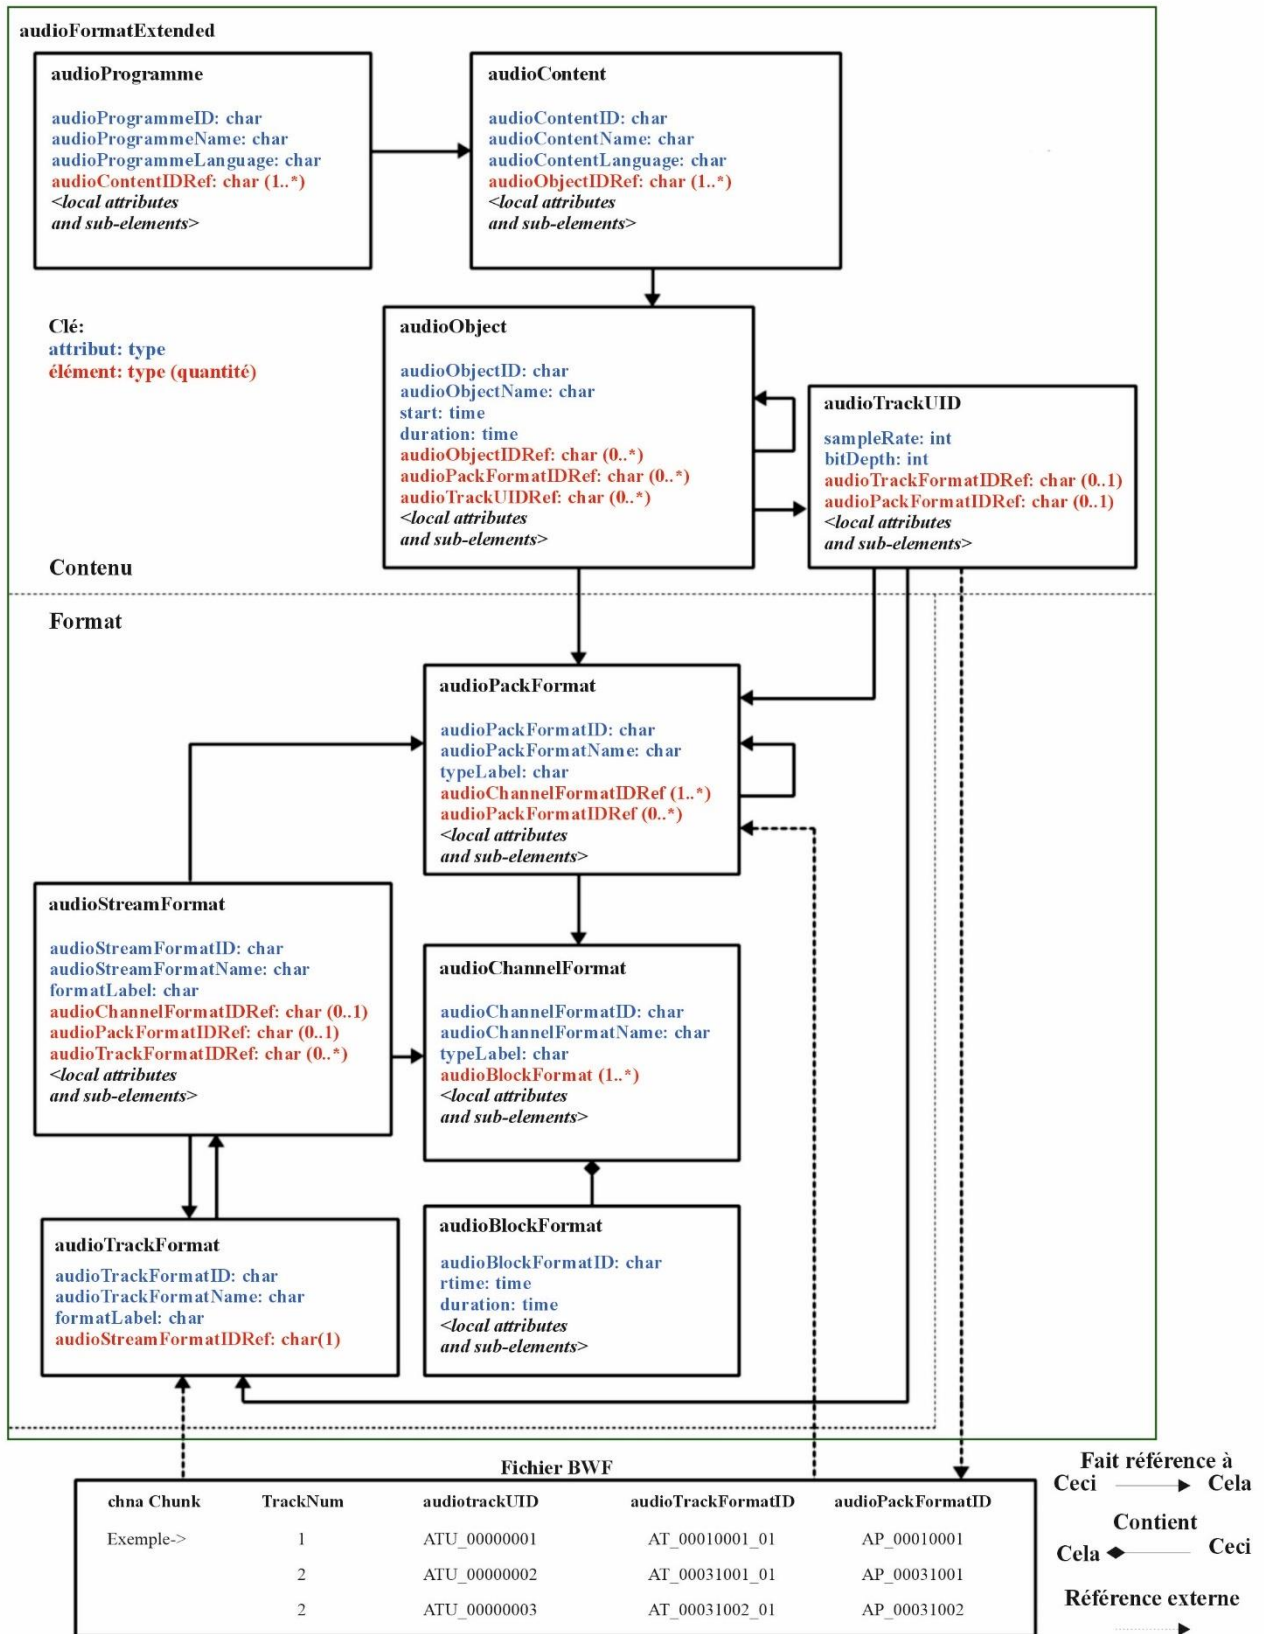 audioFormatExtended
audioProgramme
audioProgrammeID: char
audioProgrammeName: char
audioProgrammeLanguage: char
audioContentIDRef: char (1..*)
<local attributes
and sub-elements>
audioContent
audioContentID: char
audioContentName: char
audioContentLanguage: char
audioObjectIDRef: char (1..*)
<local attributes
and sub-elements>
Clé:
attribut: type
élément: type (quantité)
audioObject
audioObjectID: char
audioObjectName: char
start: time
duration: time
audioObjectIDRef: char (0..*)
audioPackFormatIDRef: char (0..*)
audioTrackUIDRef: char (0..*)
<local attributes
and sub-elements>
audioTrackUID
sampleRate: int
bitDepth: int
audioTrackFormatIDRef: char (0..1)
audioPackFormatIDRef: char (0..1)
<local attributes
and sub-elements>
Contenu
Format
audioPackFormat
audioPackFormatID: char
audioPackFormatName: char
typeLabel: char
audioChannelFormatIDRef (1..*)
audioPackFormatIDRef (0..*)
<local attributes
and sub-elements>
audioStreamFormat
audioStreamFormatID: char
audioStreamFormatName: char
formatLabel: char
audioChannelFormatIDRef: char (0..1)
audioPackFormatIDRef: char (0..1)
audioTrackFormatIDRef: char (0..*)
<local attributes
and sub-elements>
audioChannelFormat
audioChannelFormatID: char
audioChannelFormatName: char
typeLabel: char
audioBlockFormat (1..*)
<local attributes
and sub-elements>
audioTrackFormat
audioTrackFormatID: char
audioTrackFormatName: char
formatLabel: char
audioStreamFormatIDRef: char(1)
audioBlockFormat
audioBlockFormatID: char
rtime: time
duration: time
<local attributes
and sub-elements>
Fichier BWF
chna Chunk TrackNum audiotrackUID audioTrackFormatID audioPackFormatID
Exemple-> 1 ATU_00000001 AT_00010001_01 AP_00010001
2 ATU_00000002 AT_00031001_01 AP_00031001
2 ATU_00000003 AT_00031002_01 AP_00031002
Fait référence à
Ceci Cela
Contient
Cela Ceci
Référence externe